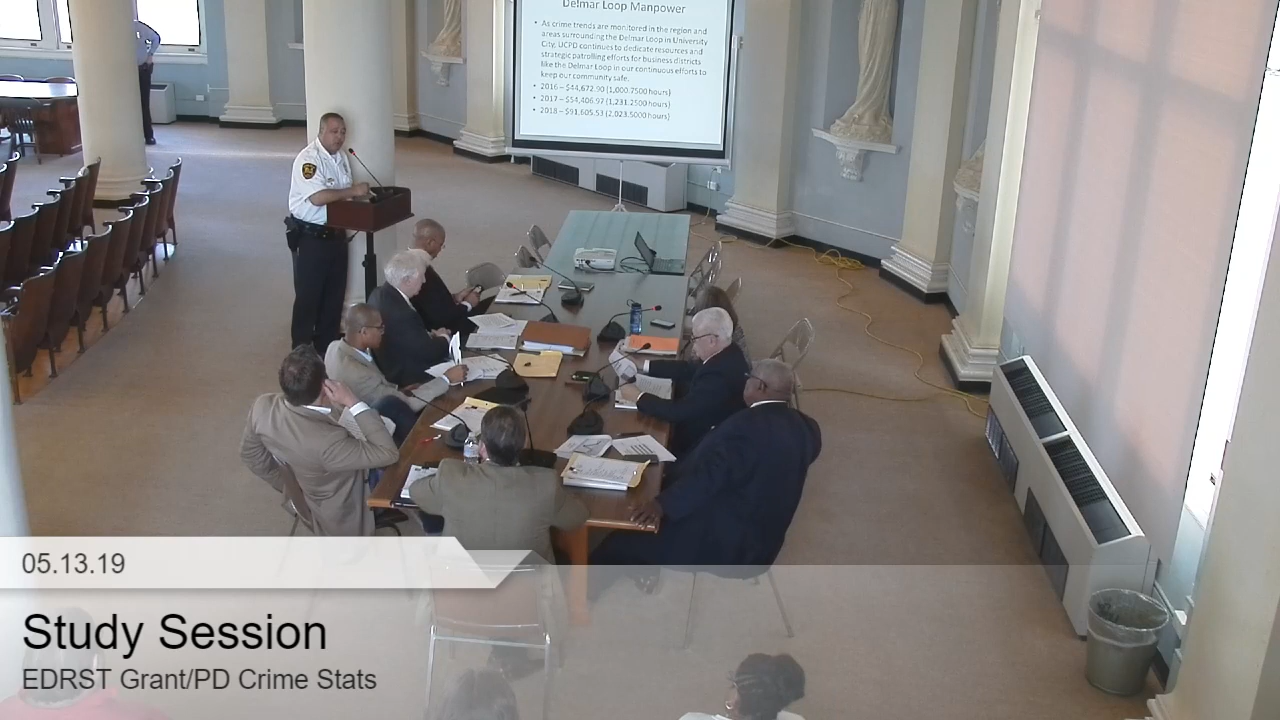 Delmar Loop Manpower
• As crime trends are monitored in the region and
areas surrounding the Delmar Loop in University
City, UCPD continues to dedicate resources and
strategic patrolling efforts for business districts
like the Delmar Loop in our continuous efforts to
keep our community safe.
• 2016 – $44,672.90 (1,000.7500 hours)
• 2017 – $54,406.97 (1,231.2500 hours)
• 2018 – $91,605.53 (2,023.5000 hours)
05.13.19
Study Session
EDRST Grant/PD Crime Stats